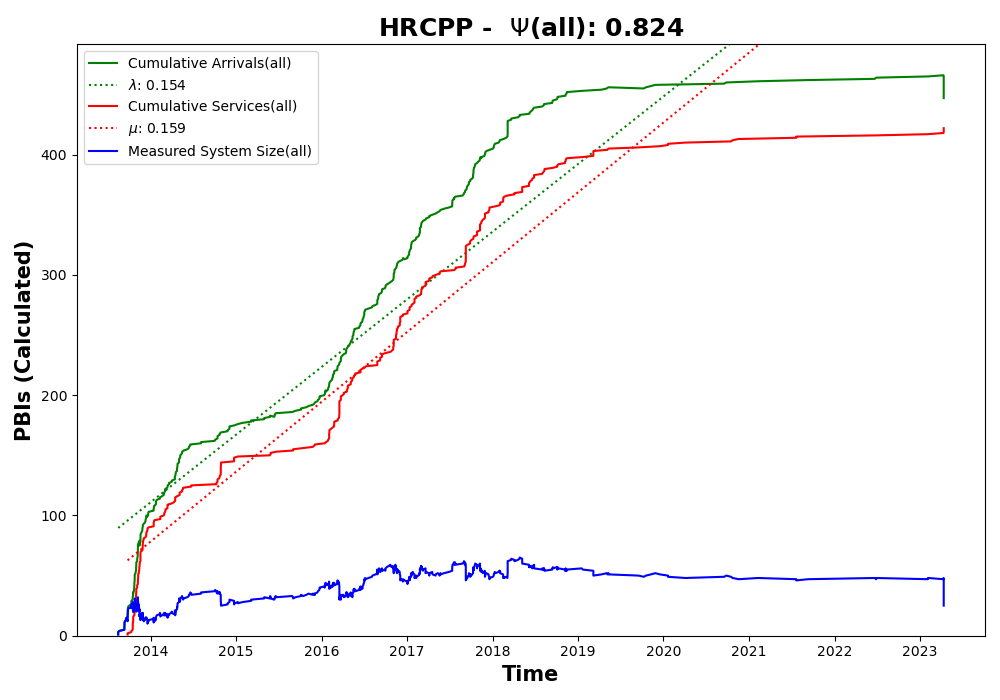 HRCPP -  Ψ(all): 0.824
Cumulative Arrivals(all)
λ: 0.154
Cumulative Services(all)
μ: 0.159
Measured System Size(all)
PBIs (Calculated)
400
300
200
100
0
2014 2015 2016 2017 2018 2019 2020 2021 2022 2023
Time